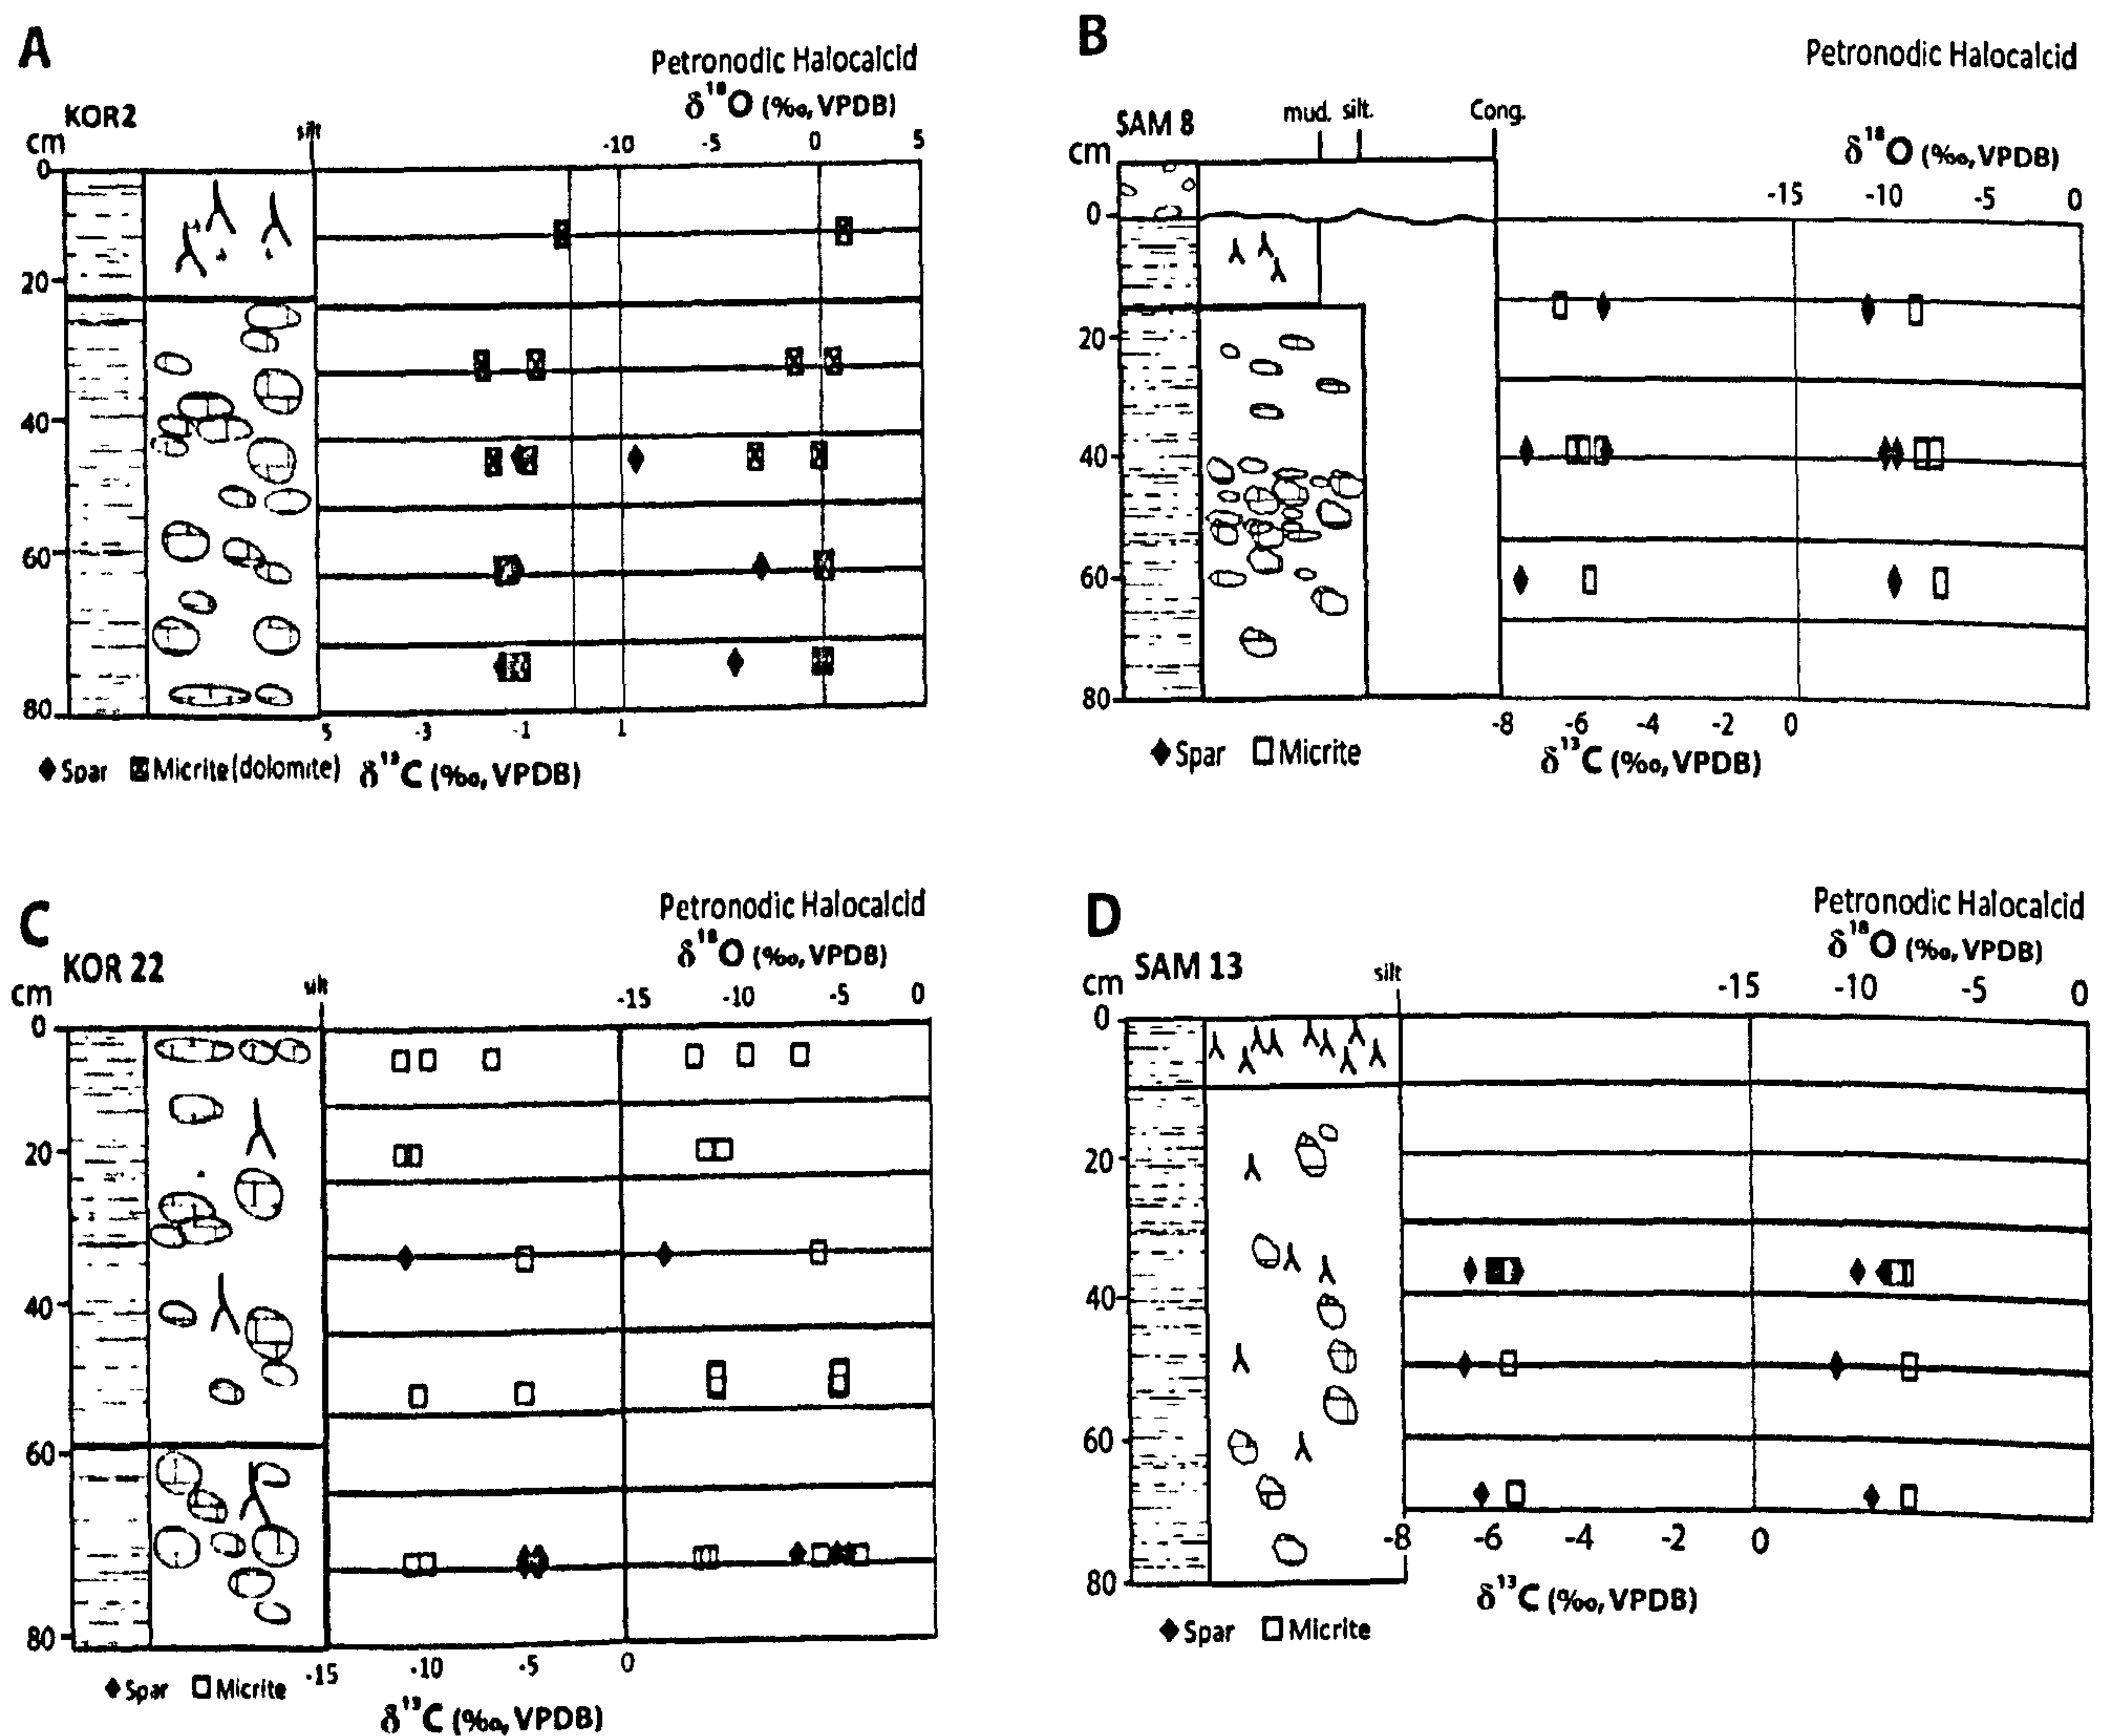 A
Petronodic Halocalcid
δ¹⁸O (‰, VPDB)
KOR2
cm
silt
-10 -5 0 5
0
20
40
60
80
5 -3 -1 1
Spar Micrite(dolomite) δ¹³C (‰, VPDB)
B
Petronodic Halocalcid
SAM 8
mud. silt. Cong.
cm
δ¹⁸O (‰, VPDB)
-15 -10 -5 0
0
20
40
60
80
-8 -6 -4 -2 0
Spar Micrite
δ¹³C (‰, VPDB)
C
Petronodic Halocalcid
δ¹⁸O (‰, VPDB)
KOR 22
cm
silt
-15 -10 -5 0
0
20
40
60
80
-15 -10 -5 0
Spar Micrite
δ¹³C (‰, VPDB)
D
Petronodic Halocalcid
δ¹⁸O (‰, VPDB)
SAM 13
cm
silt
-15 -10 -5 0
0
20
40
60
80
-8 -6 -4 -2 0
δ¹³C (‰, VPDB)
Spar Micrite